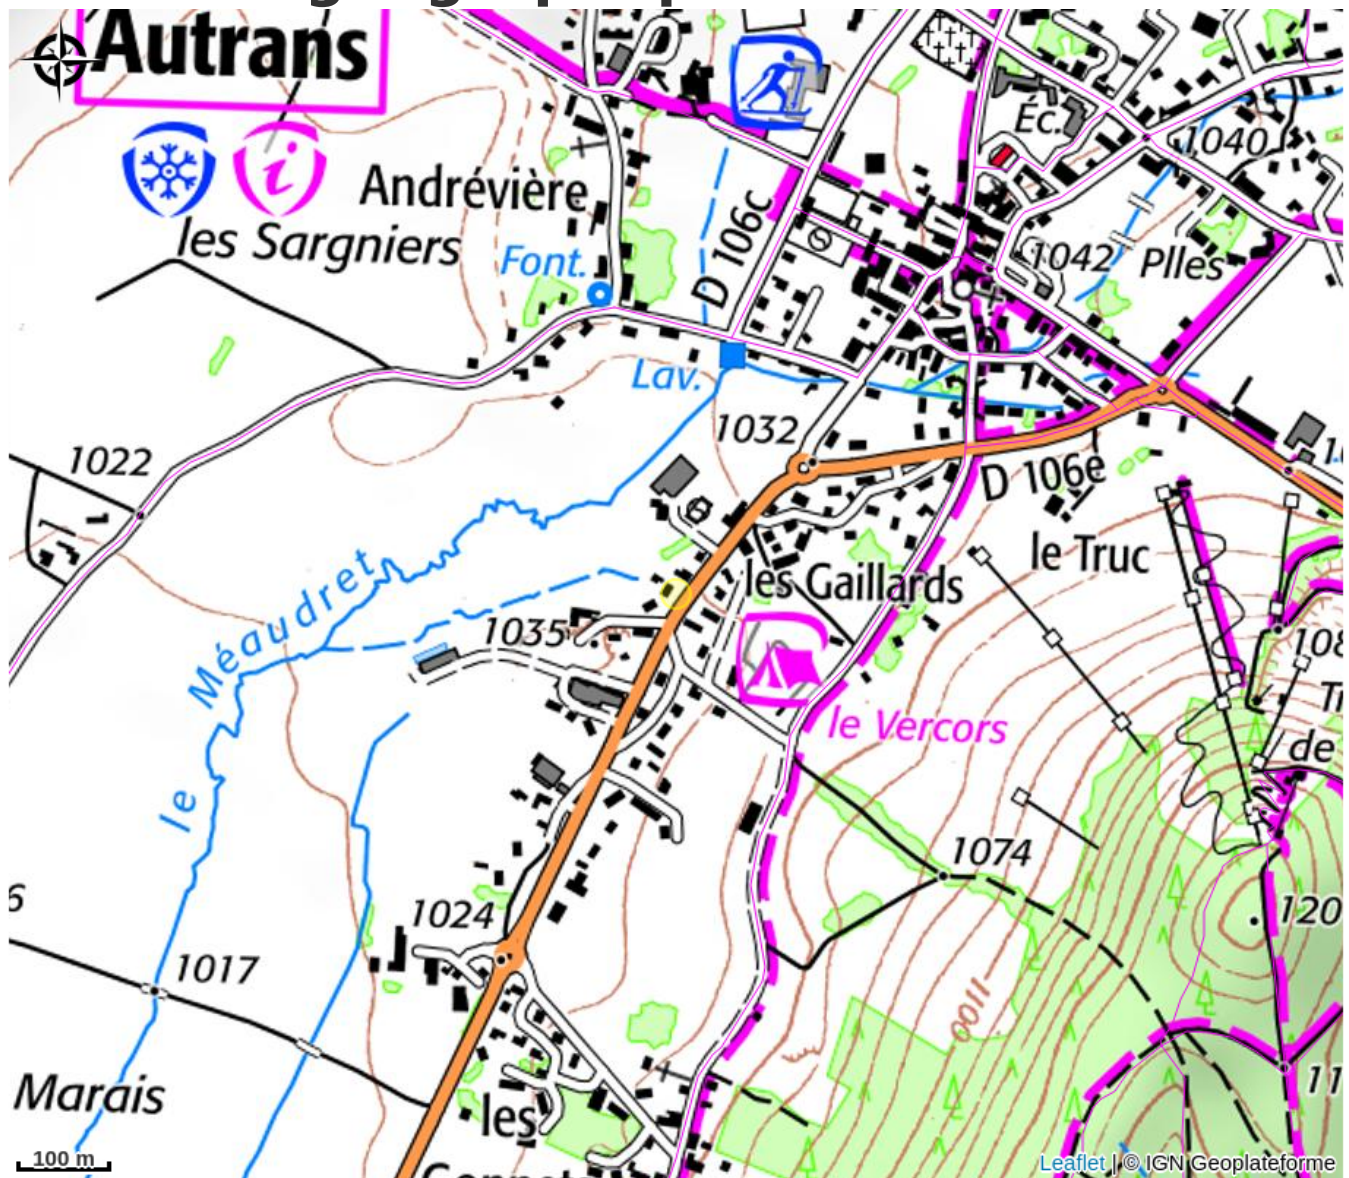 Autrans
Éc.
1040
Andrévière
les Sargniers
Font.
D 106c
1042
Plles
Lav.
1032
1022
D 106e
le Truc
les Gaillards
le Méaudret
1035
le Vercors
de
1074
1024
1017
1100
Marais
les
100 m
Leaflet | © IGN Geoplateforme